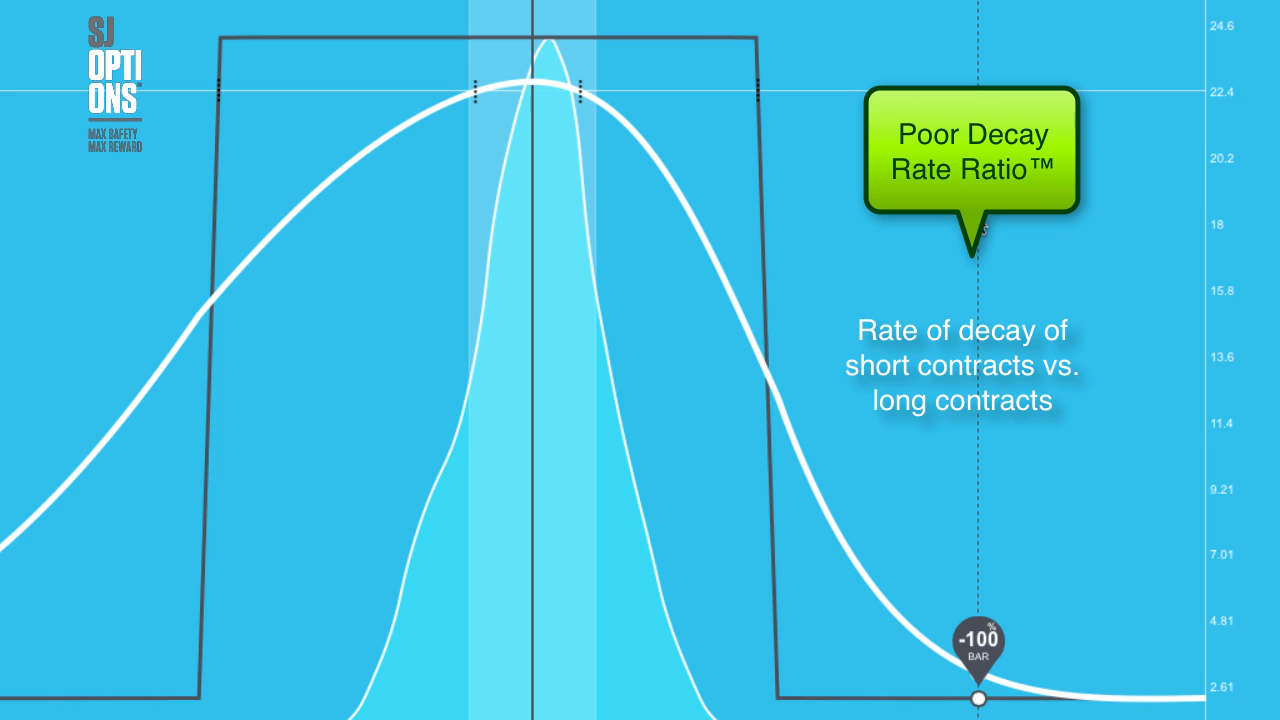 SJ
OPTI
ONS
MAX SAFETY
MAX REWARD
Poor Decay
Rate Ratio™
Rate of decay of
short contracts vs.
long contracts
24.6
22.4
20.2
18
15.8
13.6
11.4
9.21
7.01
4.81
2.61
%
-100
BAR